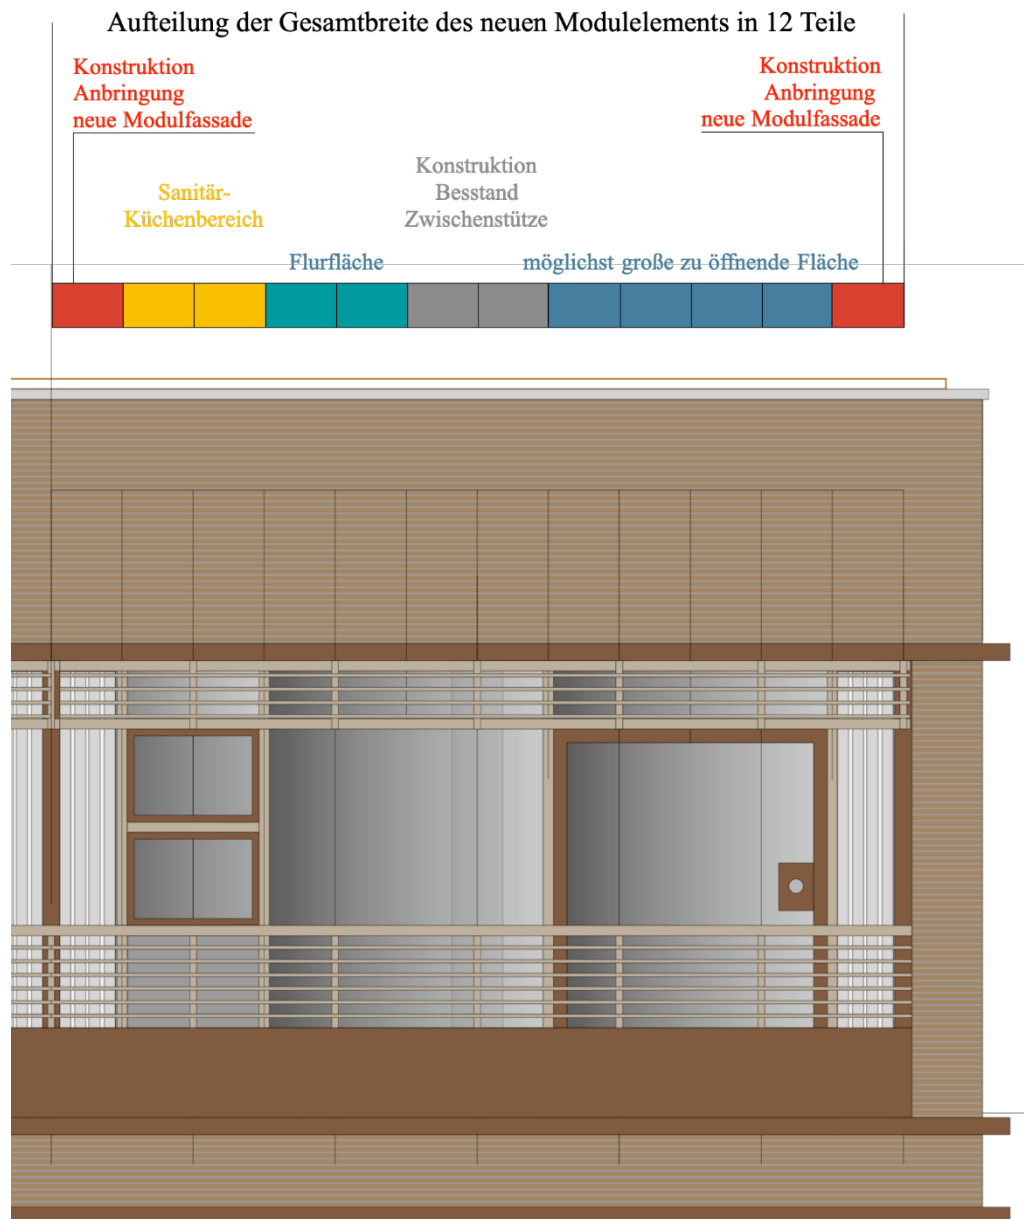 Aufteilung der Gesamtbreite des neuen Modulelements in 12 Teile
Konstruktion
Anbringung
neue Modulfassade
Konstruktion
Anbringung
neue Modulfassade
Sanitär-
Küchenbereich
Konstruktion
Besstand
Zwischenstütze
Flurfläche
möglichst große zu öffnende Fläche